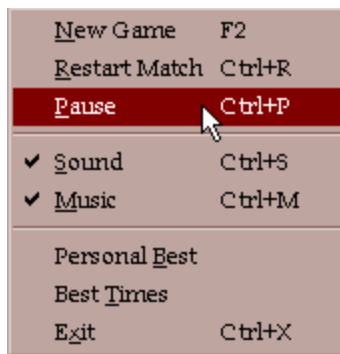 New Game F2
Restart Match Ctrl+R
Pause Ctrl+P
Sound Ctrl+S
Music Ctrl+M
Personal Best
Best Times
Exit Ctrl+X